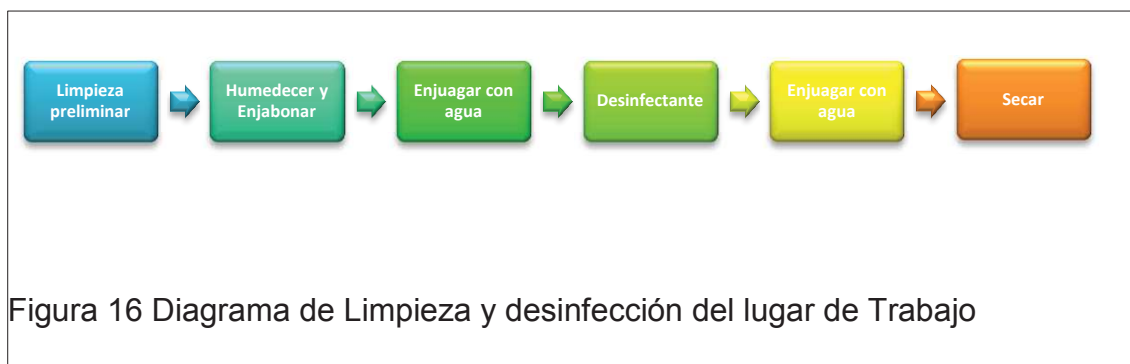 Limpieza
preliminar
Humedecer y
Enjabonar
Enjuagar con
agua
Desinfectante
Enjuagar con
agua
Secar
Figura 16 Diagrama de Limpieza y desinfección del lugar de Trabajo